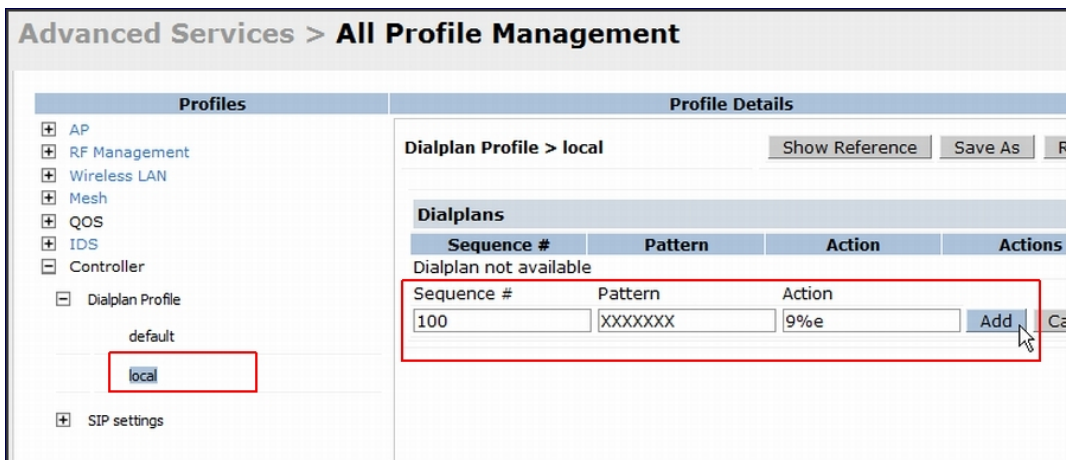 Advanced Services > All Profile Management
Profiles
Profile Details
AP
RF Management
Wireless LAN
Mesh
QOS
IDS
Controller
Dialplan Profile
default
local
SIP settings
Dialplan Profile > local
Show Reference
Save As
Dialplans
Sequence # Pattern Action Actions
Dialplan not available
Sequence # Pattern Action
100 XXXXXXX 9%e Add